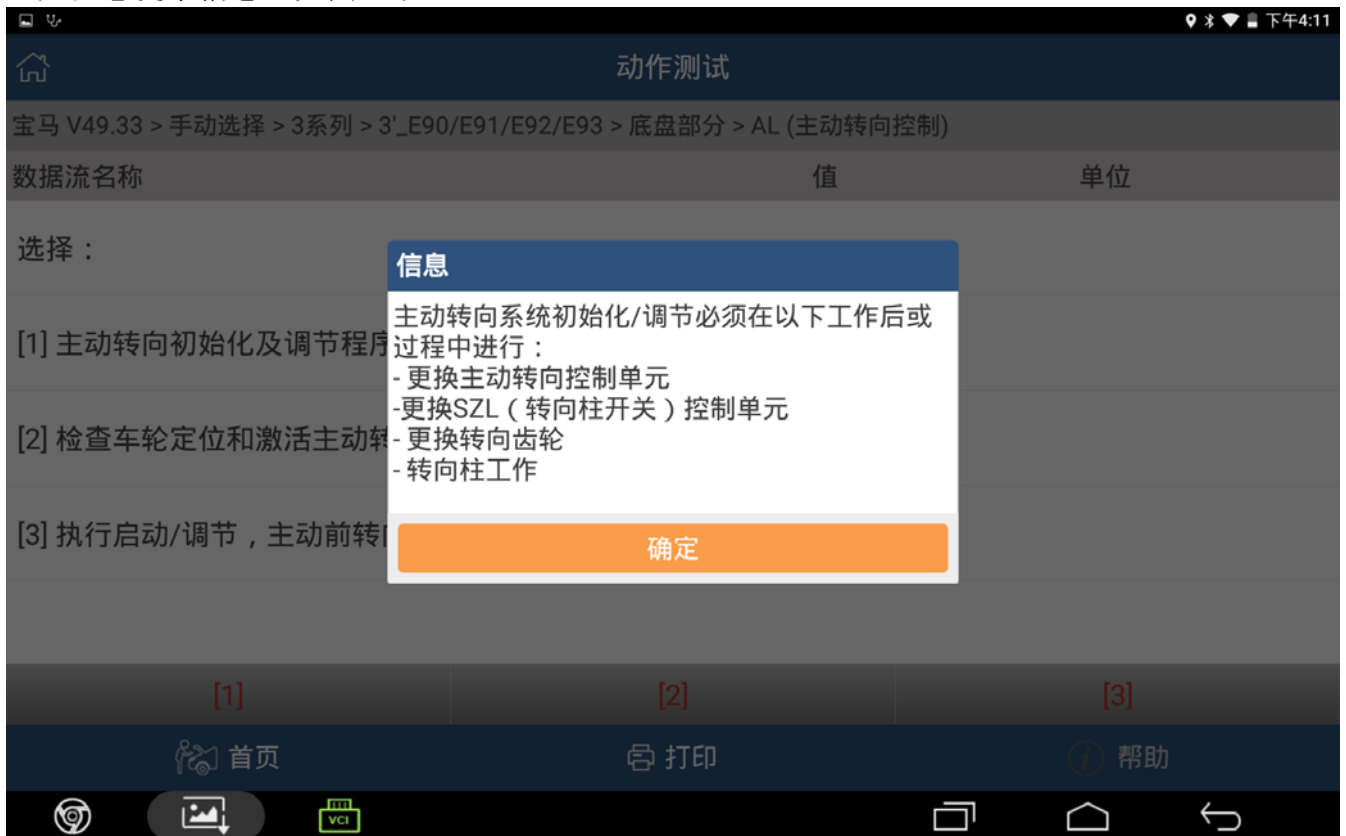 下午4:11
动作测试
宝马 V49.33 > 手动选择 > 3系列 > 3'_E90/E91/E92/E93 > 底盘部分 > AL (主动转向控制)
数据流名称 值 单位
选择：
信息
主动转向系统初始化/调节必须在以下工作后或
[1] 主动转向初始化及调节程序
过程中进行：
- 更换主动转向控制单元
-更换SZL（转向柱开关）控制单元
[2] 检查车轮定位和激活主动转
- 更换转向齿轮
- 转向柱工作
[3] 执行启动/调节，主动前转
确定
[1] [2] [3]
首页 打印 帮助
VCI